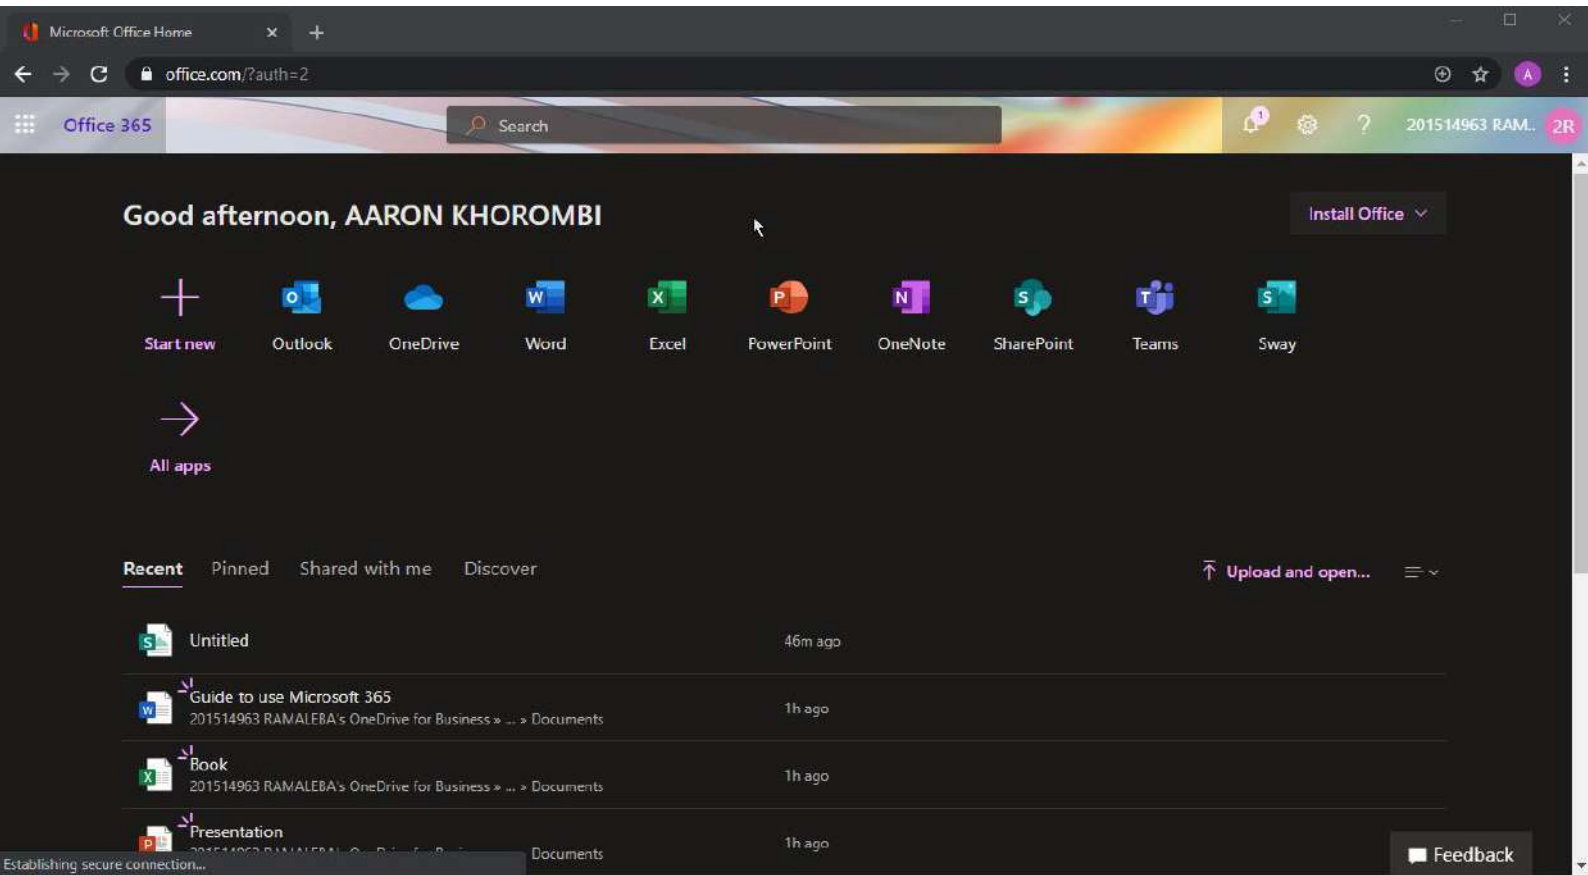 Microsoft Office Home
office.com/?auth=2
A
Office 365
Search
1
?
201514963 RAM..
2R
Good afternoon, AARON KHOROMBI
Install Office
Start new
Outlook
OneDrive
Word
Excel
PowerPoint
OneNote
SharePoint
Teams
Sway
All apps
Recent
Pinned
Shared with me
Discover
Upload and open...
Untitled
46m ago
Guide to use Microsoft 365
201514963 RAMALEBA's OneDrive for Business » ... » Documents
1h ago
Book
201514963 RAMALEBA's OneDrive for Business » ... » Documents
1h ago
Presentation
Documents
1h ago
Feedback
Establishing secure connection...